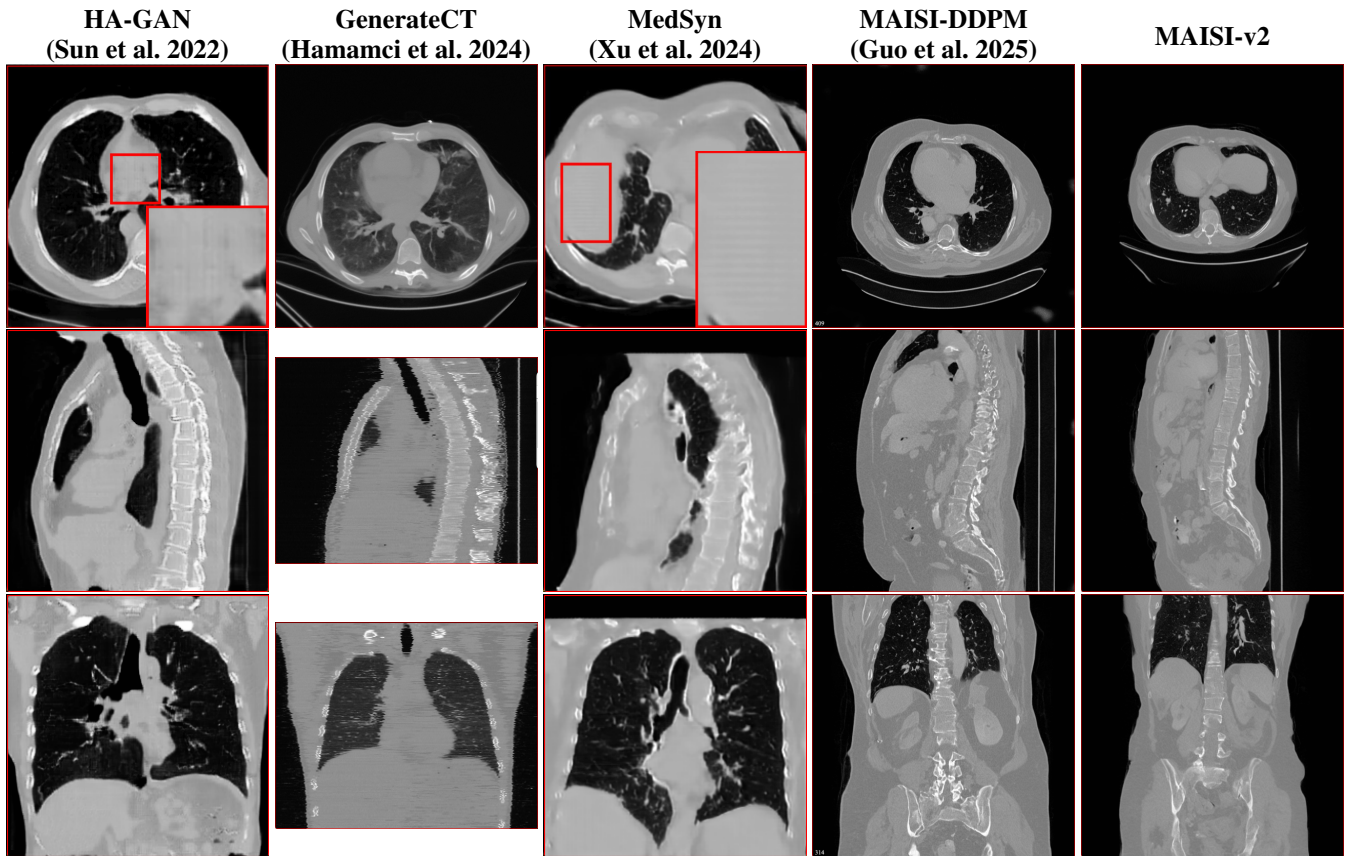 HA-GAN
(Sun et al. 2022)
GenerateCT
(Hamamci et al. 2024)
MedSyn
(Xu et al. 2024)
MAISI-DDPM
(Guo et al. 2025)
MAISI-v2
409
314